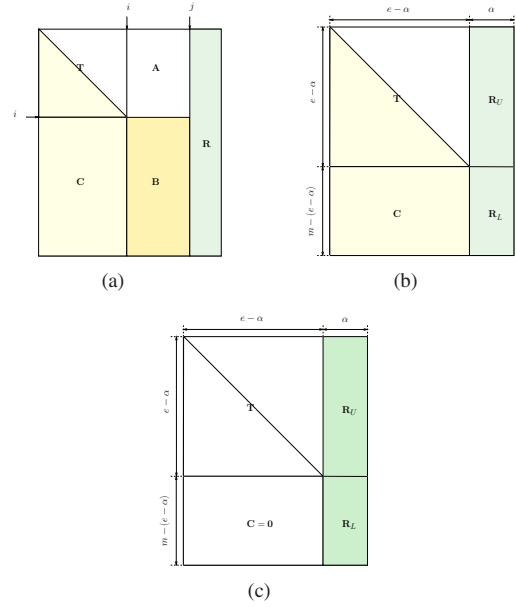 i j
T A
i
R
C B
(a)
e − α α
e − α
T R_U
m − (e − α)
C R_L
(b)
e − α α
e − α
T R_U
m − (e − α)
C = 0 R_L
(c)